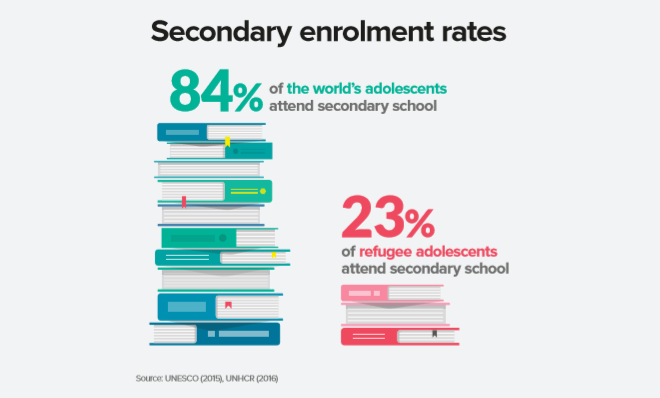 Secondary enrolment rates
84% of the world's adolescents
attend secondary school
23%
of refugee adolescents
attend secondary school
Source: UNESCO (2015), UNHCR (2016)